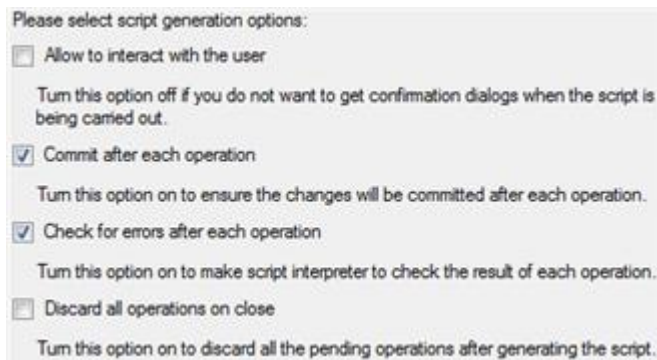 Please select script generation options:
Allow to interact with the user
Turn this option off if you do not want to get confirmation dialogs when the script is
being carried out.
Commit after each operation
Turn this option on to ensure the changes will be committed after each operation.
Check for errors after each operation
Turn this option on to make script interpreter to check the result of each operation.
Discard all operations on close
Turn this option on to discard all the pending operations after generating the script.